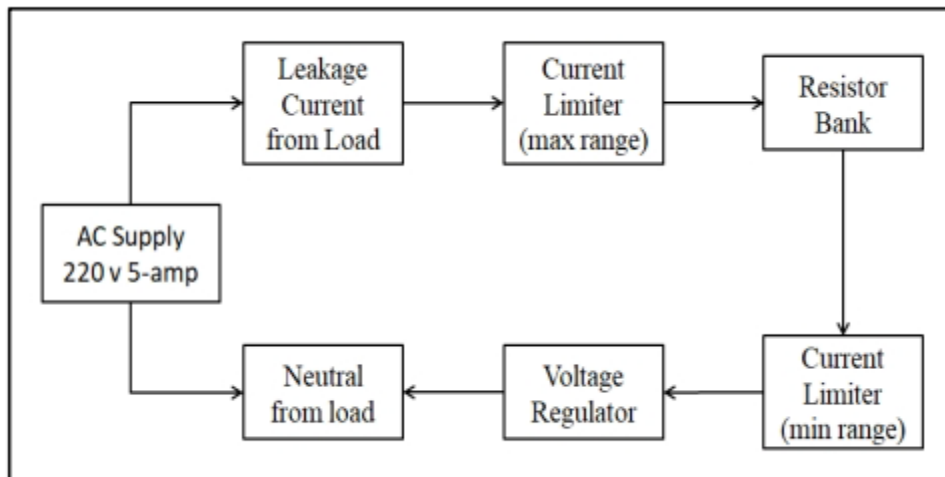 Leakage
Current
from Load
Current
Limiter
(max range)
Resistor
Bank
AC Supply
220 v 5-amp
Neutral
from load
Voltage
Regulator
Current
Limiter
(min range)